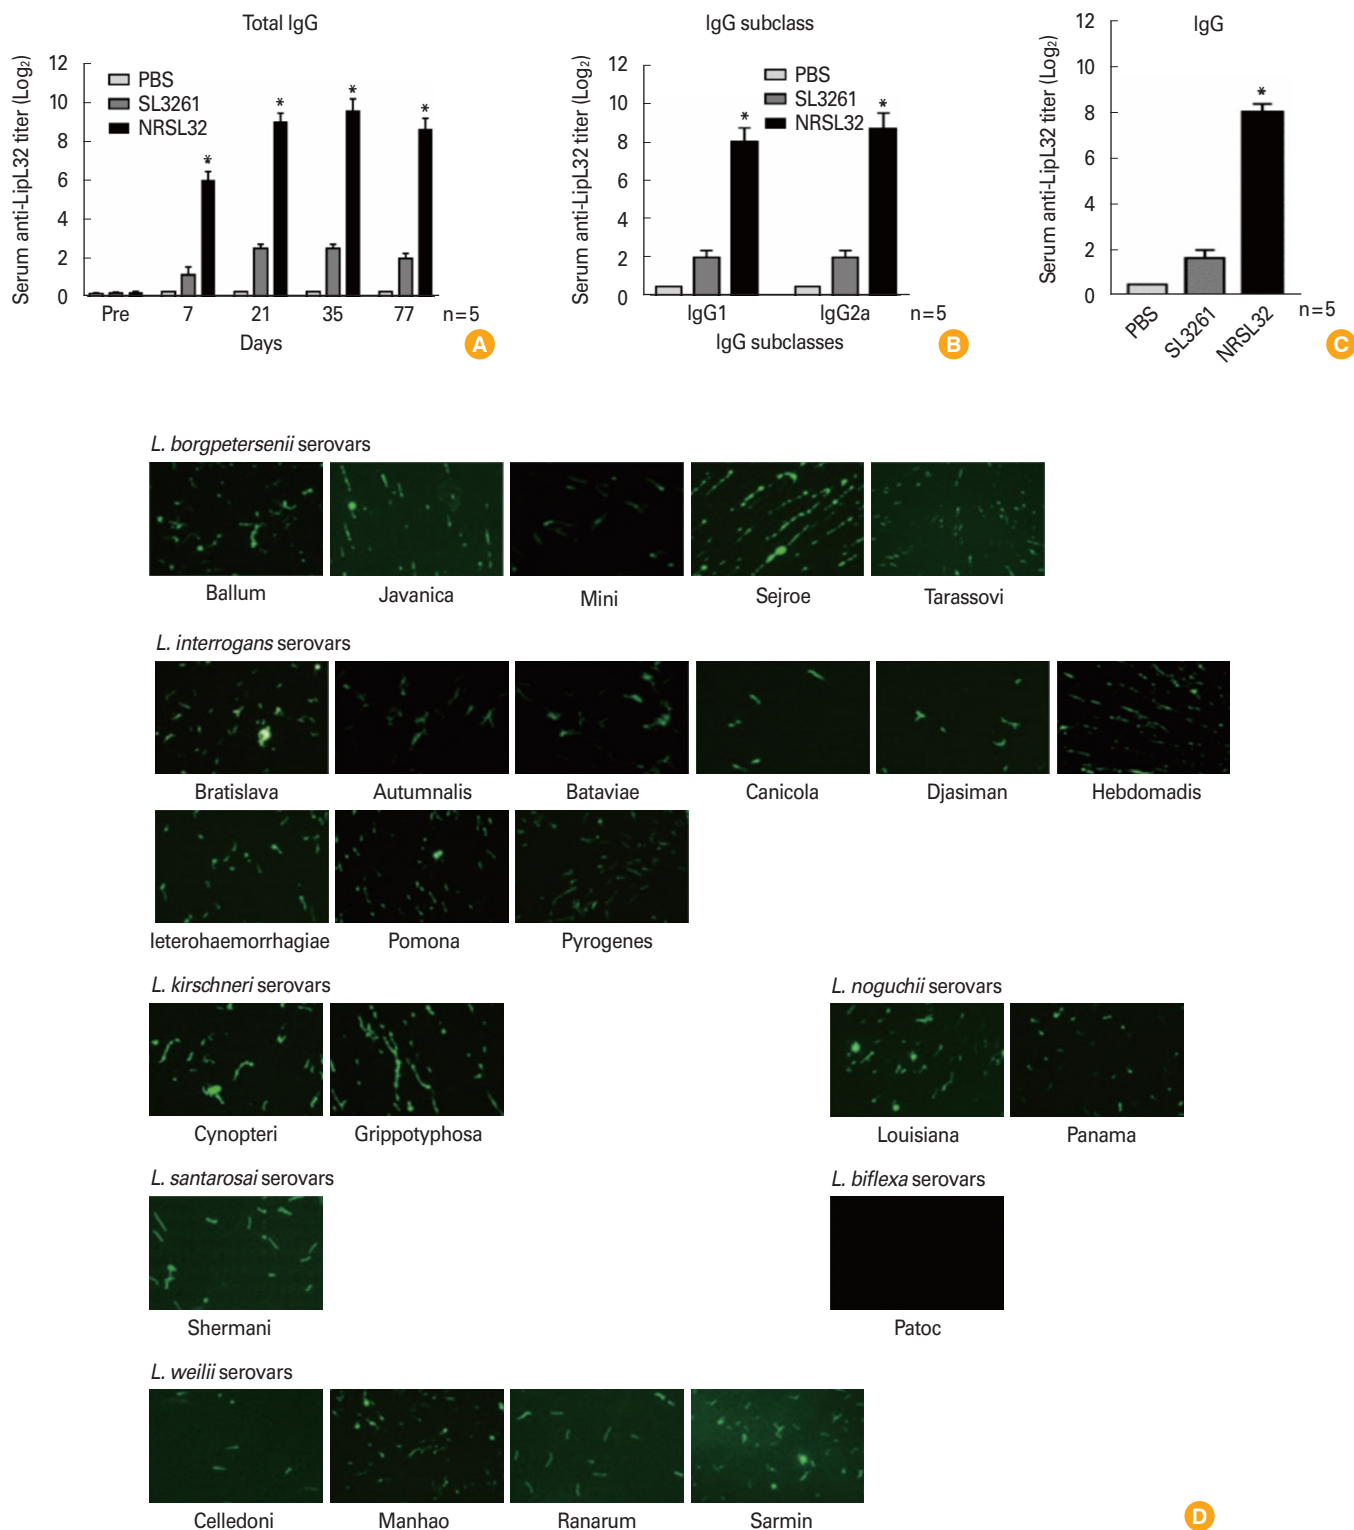 Total IgG
Serum anti-LipL32 titer (Log₂)
12
10
8
6
4
2
0
PBS
SL3261
NRSL32
*
*
*
*
Pre
7
21
35
77
n=5
Days
A
IgG subclass
Serum anti-LipL32 titer (Log₂)
12
10
8
6
4
2
0
PBS
SL3261
NRSL32
*
*
IgG1
IgG2a
n=5
IgG subclasses
B
IgG
Serum anti-LipL32 titer (Log₂)
12
10
8
6
4
2
0
*
PBS
SL3261
NRSL32
n=5
C
L. borgpetersenii serovars
Ballum
Javanica
Mini
Sejroe
Tarassovi
L. interrogans serovars
Bratislava
Autumnalis
Bataviae
Canicola
Djasiman
Hebdomadis
Ieterohaemorrhagiae
Pomona
Pyrogenes
L. kirschneri serovars
Cynopteri
Grippotyphosa
L. noguchii serovars
Louisiana
Panama
L. santarosai serovars
Shermani
L. biflexa serovars
Patoc
L. weilii serovars
Celledoni
Manhao
Ranarum
Sarmin
D